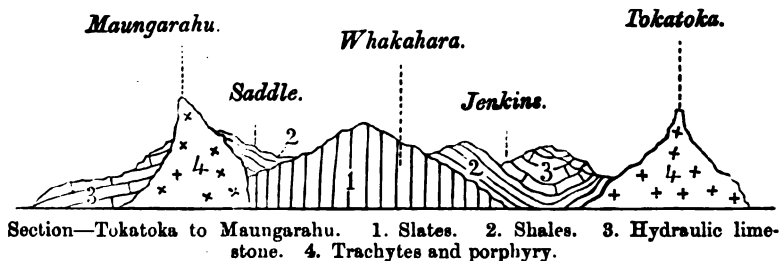 Maungarahu.
Tokatoka.
Whakahara.
Saddle.
Jenkins.
2
3
4
1
2
3
4
Section—Tokatoka to Maungarahu. 1. Slates. 2. Shales. 3. Hydraulic lime-
stone. 4. Trachytes and porphyry.